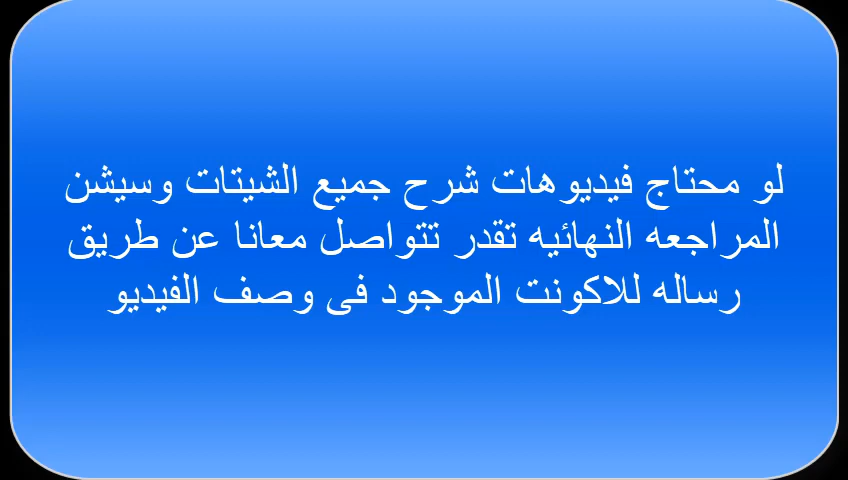 لو محتاج فيديوهات شرح جميع الشيتات وسيشن
المراجعه النهائيه تقدر تتواصل معانا عن طريق
رساله للاكونت الموجود فى وصف الفيديو